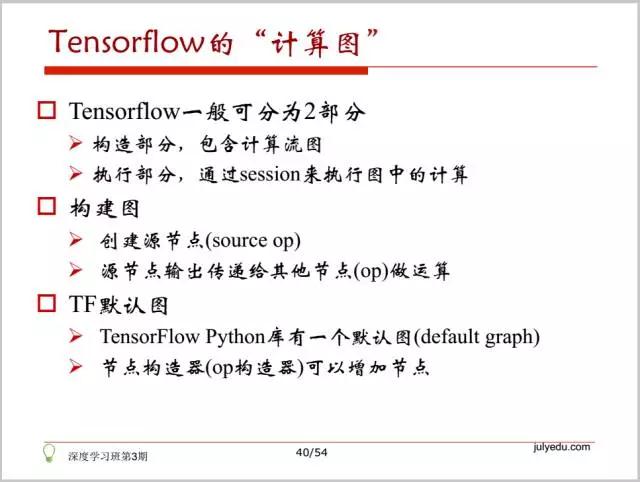 Tensorflow的“计算图”
Tensorflow一般可分为2部分
构造部分，包含计算流图
执行部分，通过session来执行图中的计算
构建图
创建源节点(source op)
源节点输出传递给其他节点(op)做运算
TF默认图
TensorFlow Python库有一个默认图(default graph)
节点构造器(op构造器)可以增加节点
深度学习班第3期
40/54
julyedu.com